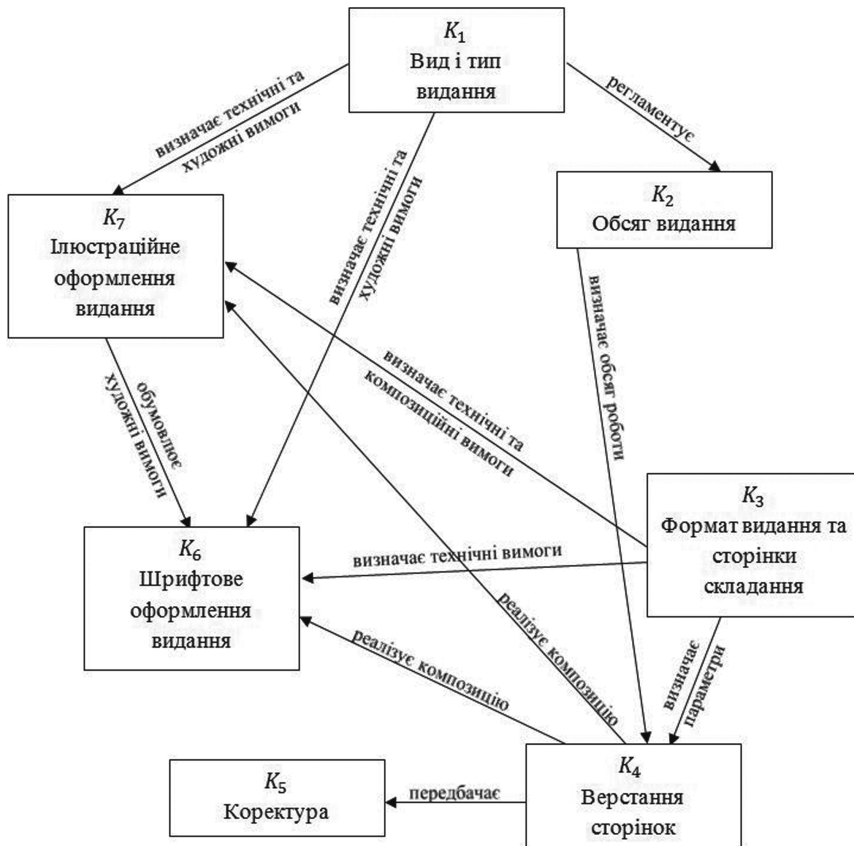 K₁
Вид і тип
видання
визначає технічні та
художні вимоги
регламентує
K₇
Ілюстраційне
оформлення
видання
визначає технічні та
художні вимоги
K₂
Обсяг видання
визначає обсяг роботи
визначає технічні та
композиційні вимоги
обумовлює
художні вимоги
K₃
Формат видання та
сторінки
складання
K₆
Шрифтове
оформлення
видання
визначає технічні вимоги
реалізує композицію
реалізує композицію
визначає
параметри
K₅
Коректура
передбачає
K₄
Верстання
сторінок